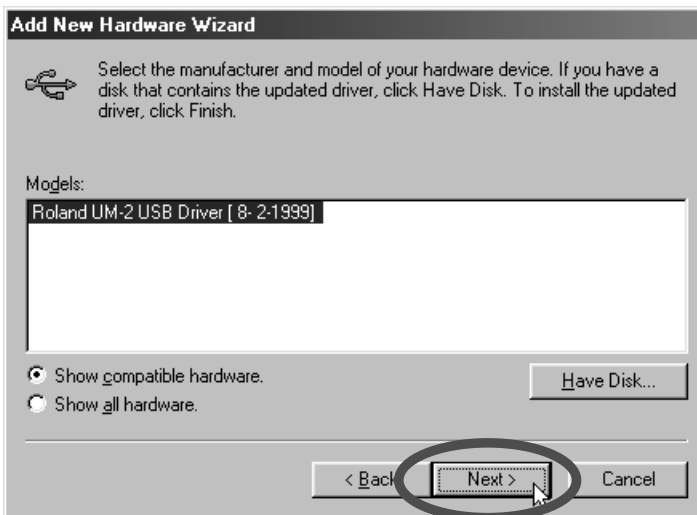 Add New Hardware Wizard
Select the manufacturer and model of your hardware device. If you have a
disk that contains the updated driver, click Have Disk. To install the updated
driver, click Finish.
Models:
Roland UM-2 USB Driver [ 8- 2-1999]
Show compatible hardware.
Have Disk...
Show all hardware.
< Back Next > Cancel